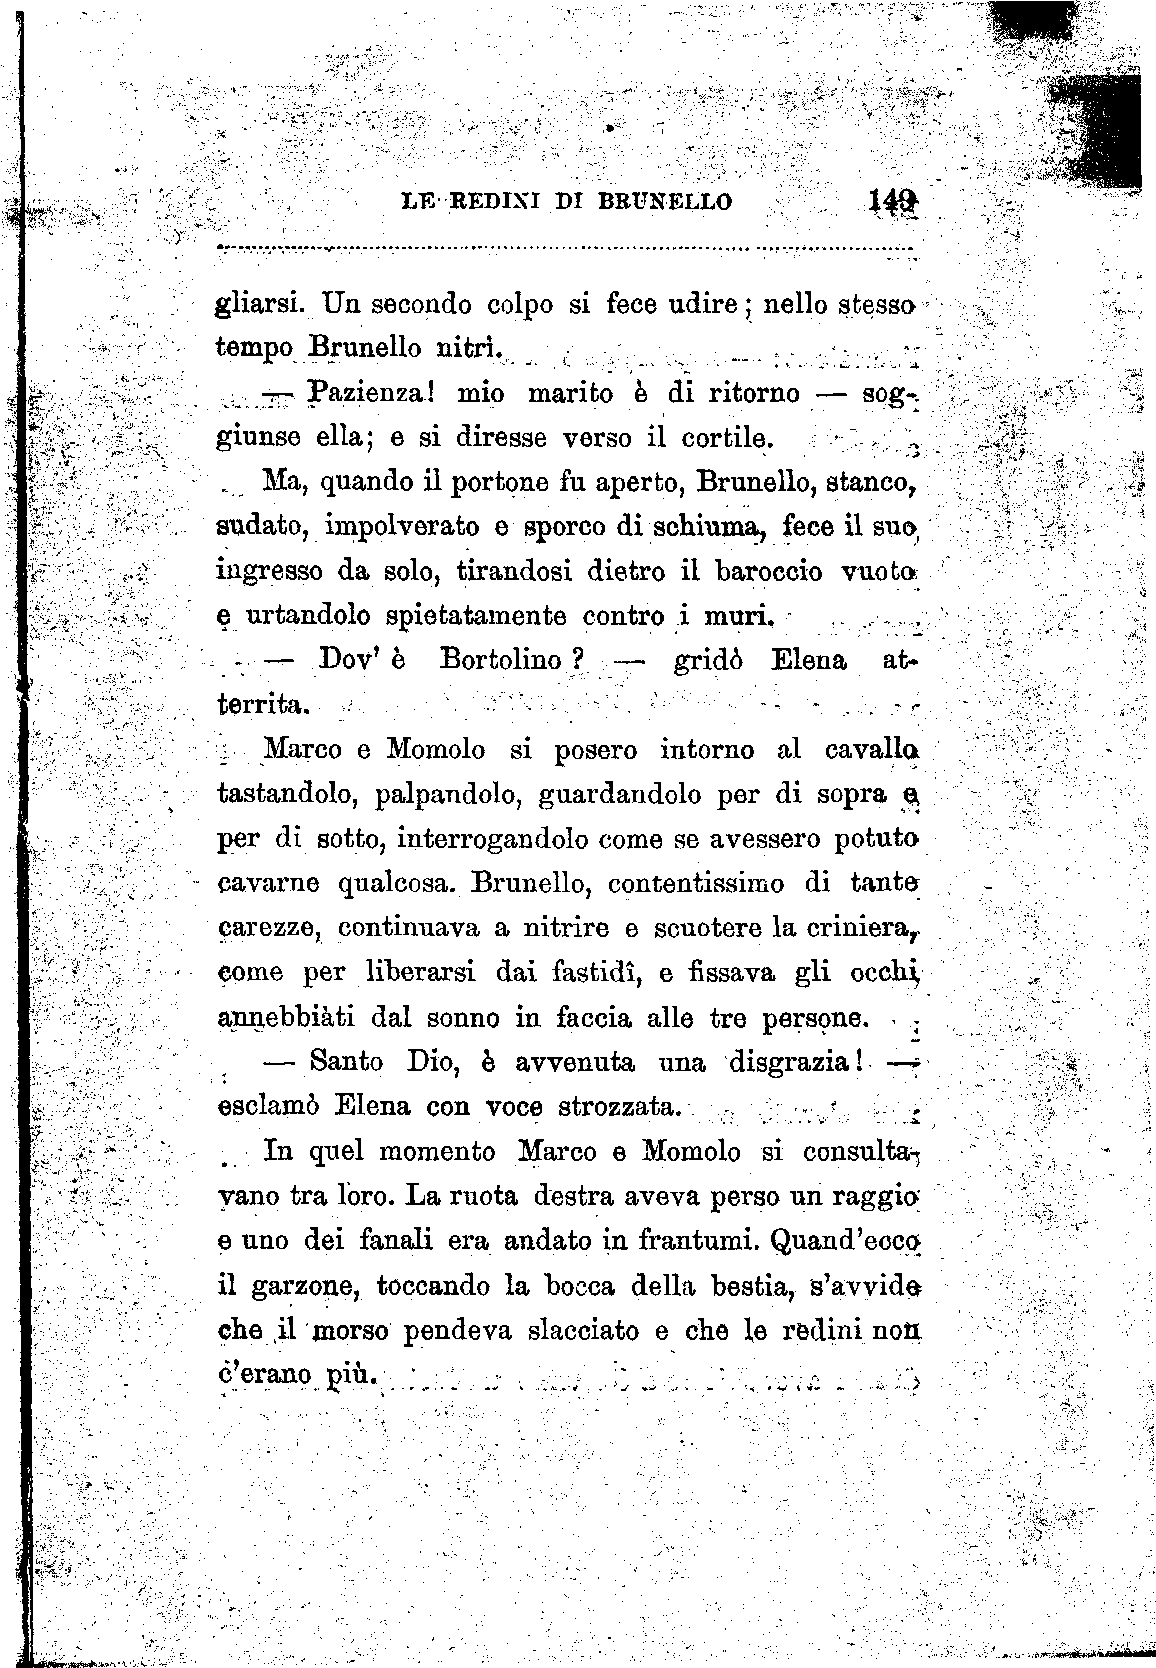 LE REDINI DI BRUNELLO 149
gliarsi. Un secondo colpo si fece udire; nello stesso
tempo Brunello nitrì.
— Pazienza! mio marito è di ritorno — sog-
giunse ella; e si diresse verso il cortile.
Ma, quando il portone fu aperto, Brunello, stanco,
sudato, impolverato e sporco di schiuma, fece il suo
ingresso da solo, tirandosi dietro il baroccio vuoto
e urtandolo spietatamente contro i muri.
— Dov' è Bortolino? — gridò Elena at-
territa.
Marco e Momolo si posero intorno al cavallo
tastandolo, palpandolo, guardandolo per di sopra e
per di sotto, interrogandolo come se avessero potuto
cavarne qualcosa. Brunello, contentissimo di tante
carezze, continuava a nitrire e scuotere la criniera,
come per liberarsi dai fastidî, e fissava gli occhi
annebbiàti dal sonno in faccia alle tre persone.
— Santo Dio, è avvenuta una disgrazia! —
esclamò Elena con voce strozzata.
In quel momento Marco e Momolo si consulta-
vano tra loro. La ruota destra aveva perso un raggio
e uno dei fanali era andato in frantumi. Quand'ecco
il garzone, toccando la bocca della bestia, s'avvide
che il morso pendeva slacciato e che le redini non
c'erano più.